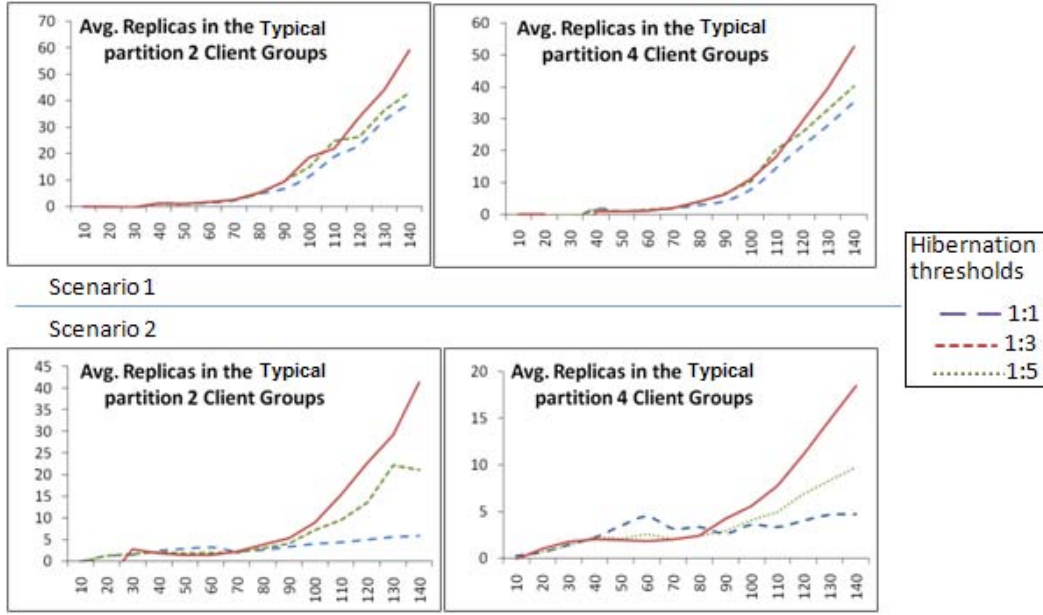 Avg. Replicas in the Typical
partition 2 Client Groups
70
60
50
40
30
20
10
0
10 20 30 40 50 60 70 80 90 100 110 120 130 140
Avg. Replicas in the Typical
partition 4 Client Groups
60
50
40
30
20
10
0
10 20 30 40 50 60 70 80 90 100 110 120 130 140
Scenario 1
Scenario 2
Hibernation
thresholds
1:1
1:3
1:5
Avg. Replicas in the Typical
partition 2 Client Groups
45
40
35
30
25
20
15
10
5
0
10 20 30 40 50 60 70 80 90 100 110 120 130 140
Avg. Replicas in the Typical
partition 4 Client Groups
20
15
10
5
0
10 20 30 40 50 60 70 80 90 100 110 120 130 140